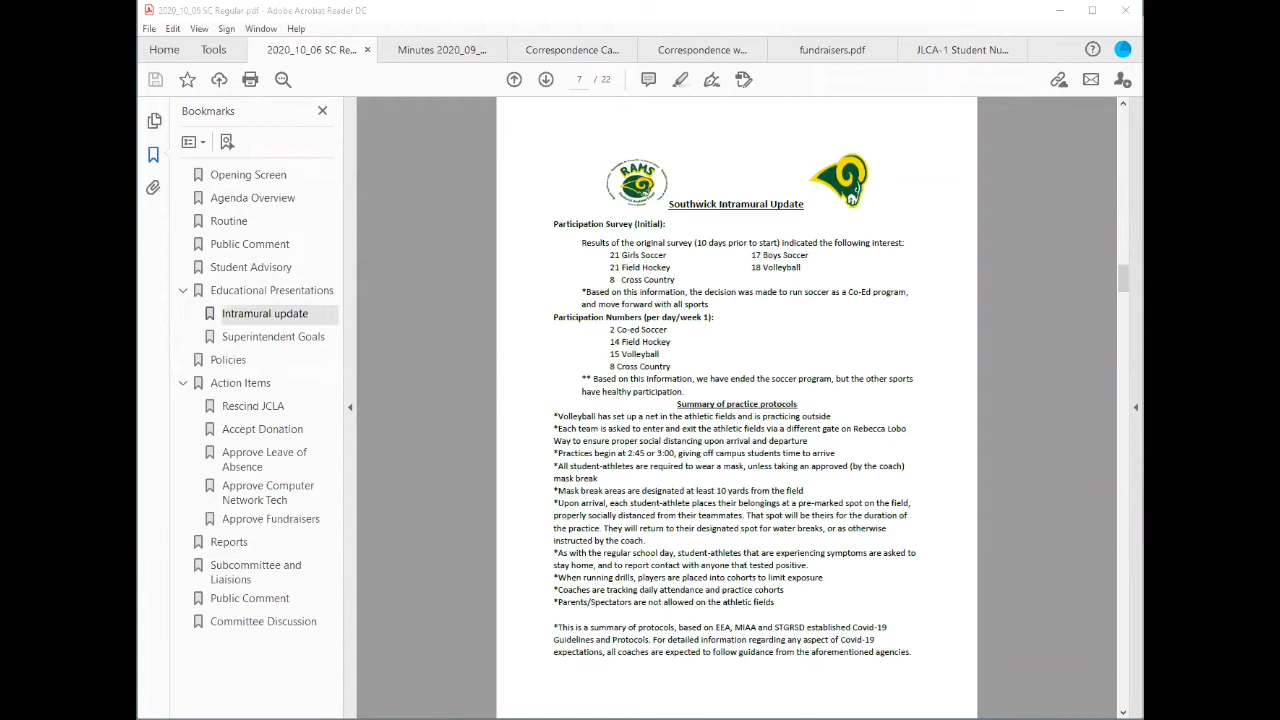 2020_10_06 SC Regular.pdf - Adobe Acrobat Reader DC
File Edit View Sign Window Help
Home Tools 2020_10_06 SC Re... × Minutes 2020_09_... Correspondence Ca... Correspondence w... fundraisers.pdf JLCA-1 Student Nu...
7 / 22
Bookmarks
Opening Screen
Agenda Overview
Routine
Public Comment
Student Advisory
Educational Presentations
Intramural update
Superintendent Goals
Policies
Action Items
Rescind JCLA
Accept Donation
Approve Leave of
Absence
Approve Computer
Network Tech
Approve Fundraisers
Reports
Subcommittee and
Liaisions
Public Comment
Committee Discussion
RAMS
Southwick Intramural Update
Participation Survey (Initial):
Results of the original survey (10 days prior to start) indicated the following interest:
21 Girls Soccer 17 Boys Soccer
21 Field Hockey 18 Volleyball
8 Cross Country
*Based on this information, the decision was made to run soccer as a Co-Ed program,
and move forward with all sports
Participation Numbers (per day/week 1):
2 Co-ed Soccer
14 Field Hockey
15 Volleyball
8 Cross Country
** Based on this information, we have ended the soccer program, but the other sports
have healthy participation.
Summary of practice protocols
*Volleyball has set up a net in the athletic fields and is practicing outside
*Each team is asked to enter and exit the athletic fields via a different gate on Rebecca Lobo
Way to ensure proper social distancing upon arrival and departure
*Practices begin at 2:45 or 3:00, giving off campus students time to arrive
*All student-athletes are required to wear a mask, unless taking an approved (by the coach)
mask break
*Mask break areas are designated at least 10 yards from the field
*Upon arrival, each student-athlete places their belongings at a pre-marked spot on the field,
properly socially distanced from their teammates. That spot will be theirs for the duration of
the practice. They will return to their designated spot for water breaks, or as otherwise
instructed by the coach.
*As with the regular school day, student-athletes that are experiencing symptoms are asked to
stay home, and to report contact with anyone that tested positive.
*When running drills, players are placed into cohorts to limit exposure
*Coaches are tracking daily attendance and practice cohorts
*Parents/Spectators are not allowed on the athletic fields
*This is a summary of protocols, based on EEA, MIAA and STGRSD established Covid-19
Guidelines and Protocols. For detailed information regarding any aspect of Covid-19
expectations, all coaches are expected to follow guidance from the aforementioned agencies.